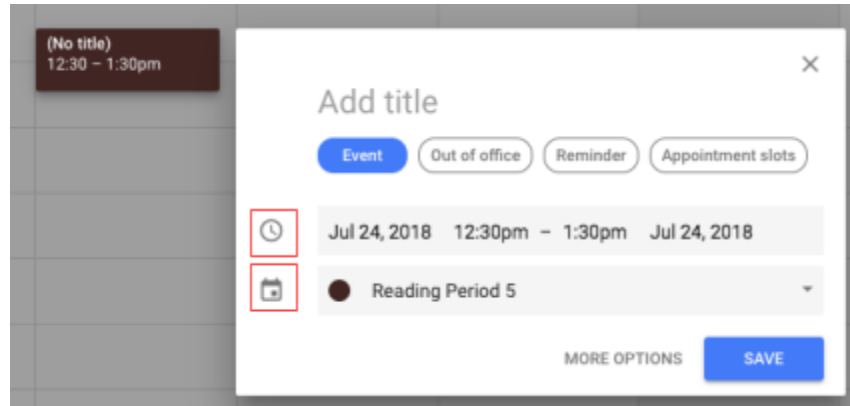 (No title)
12:30 – 1:30pm
Add title
Event Out of office Reminder Appointment slots
Jul 24, 2018 12:30pm – 1:30pm Jul 24, 2018
Reading Period 5
MORE OPTIONS SAVE